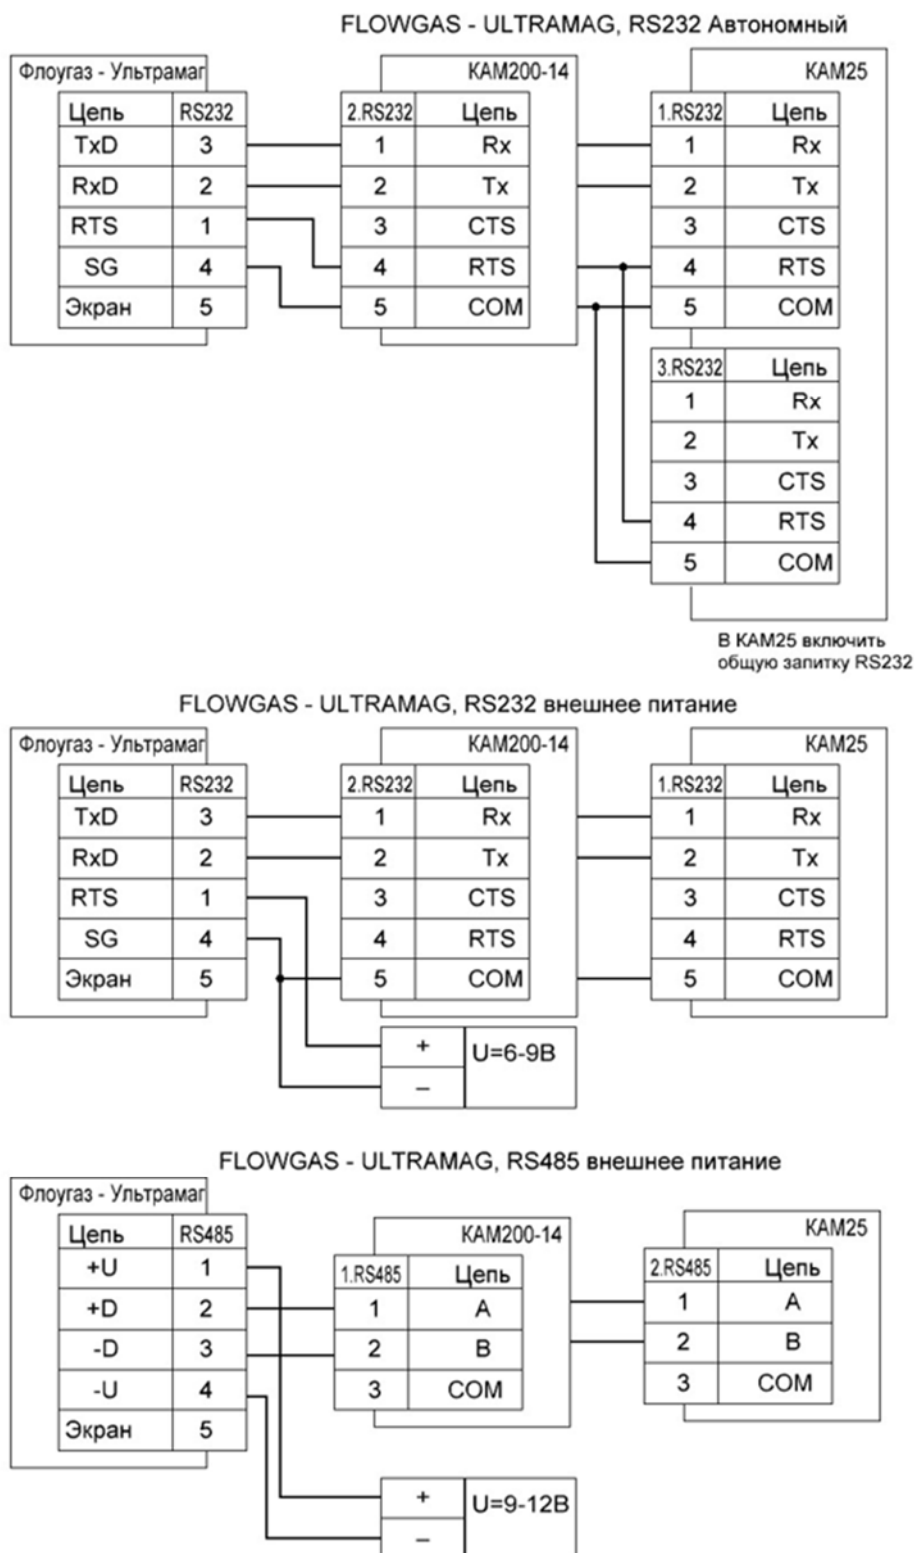 FLOWGAS - ULTRAMAG, RS232 Автономный
Флоугаз - Ультрамаг
Цепь RS232
TxD 3
RxD 2
RTS 1
SG 4
Экран 5
КАМ200-14
2.RS232 Цепь
1 Rx
2 Tx
3 CTS
4 RTS
5 COM
КАМ25
1.RS232 Цепь
1 Rx
2 Tx
3 CTS
4 RTS
5 COM
3.RS232 Цепь
1 Rx
2 Tx
3 CTS
4 RTS
5 COM
В КАМ25 включить
общую запитку RS232
FLOWGAS - ULTRAMAG, RS232 внешнее питание
Флоугаз - Ультрамаг
Цепь RS232
TxD 3
RxD 2
RTS 1
SG 4
Экран 5
КАМ200-14
2.RS232 Цепь
1 Rx
2 Tx
3 CTS
4 RTS
5 COM
КАМ25
1.RS232 Цепь
1 Rx
2 Tx
3 CTS
4 RTS
5 COM
+ U=6-9В
–
FLOWGAS - ULTRAMAG, RS485 внешнее питание
Флоугаз - Ультрамаг
Цепь RS485
+U 1
+D 2
-D 3
-U 4
Экран 5
КАМ200-14
1.RS485 Цепь
1 A
2 B
3 COM
КАМ25
2.RS485 Цепь
1 A
2 B
3 COM
+ U=9-12В
–